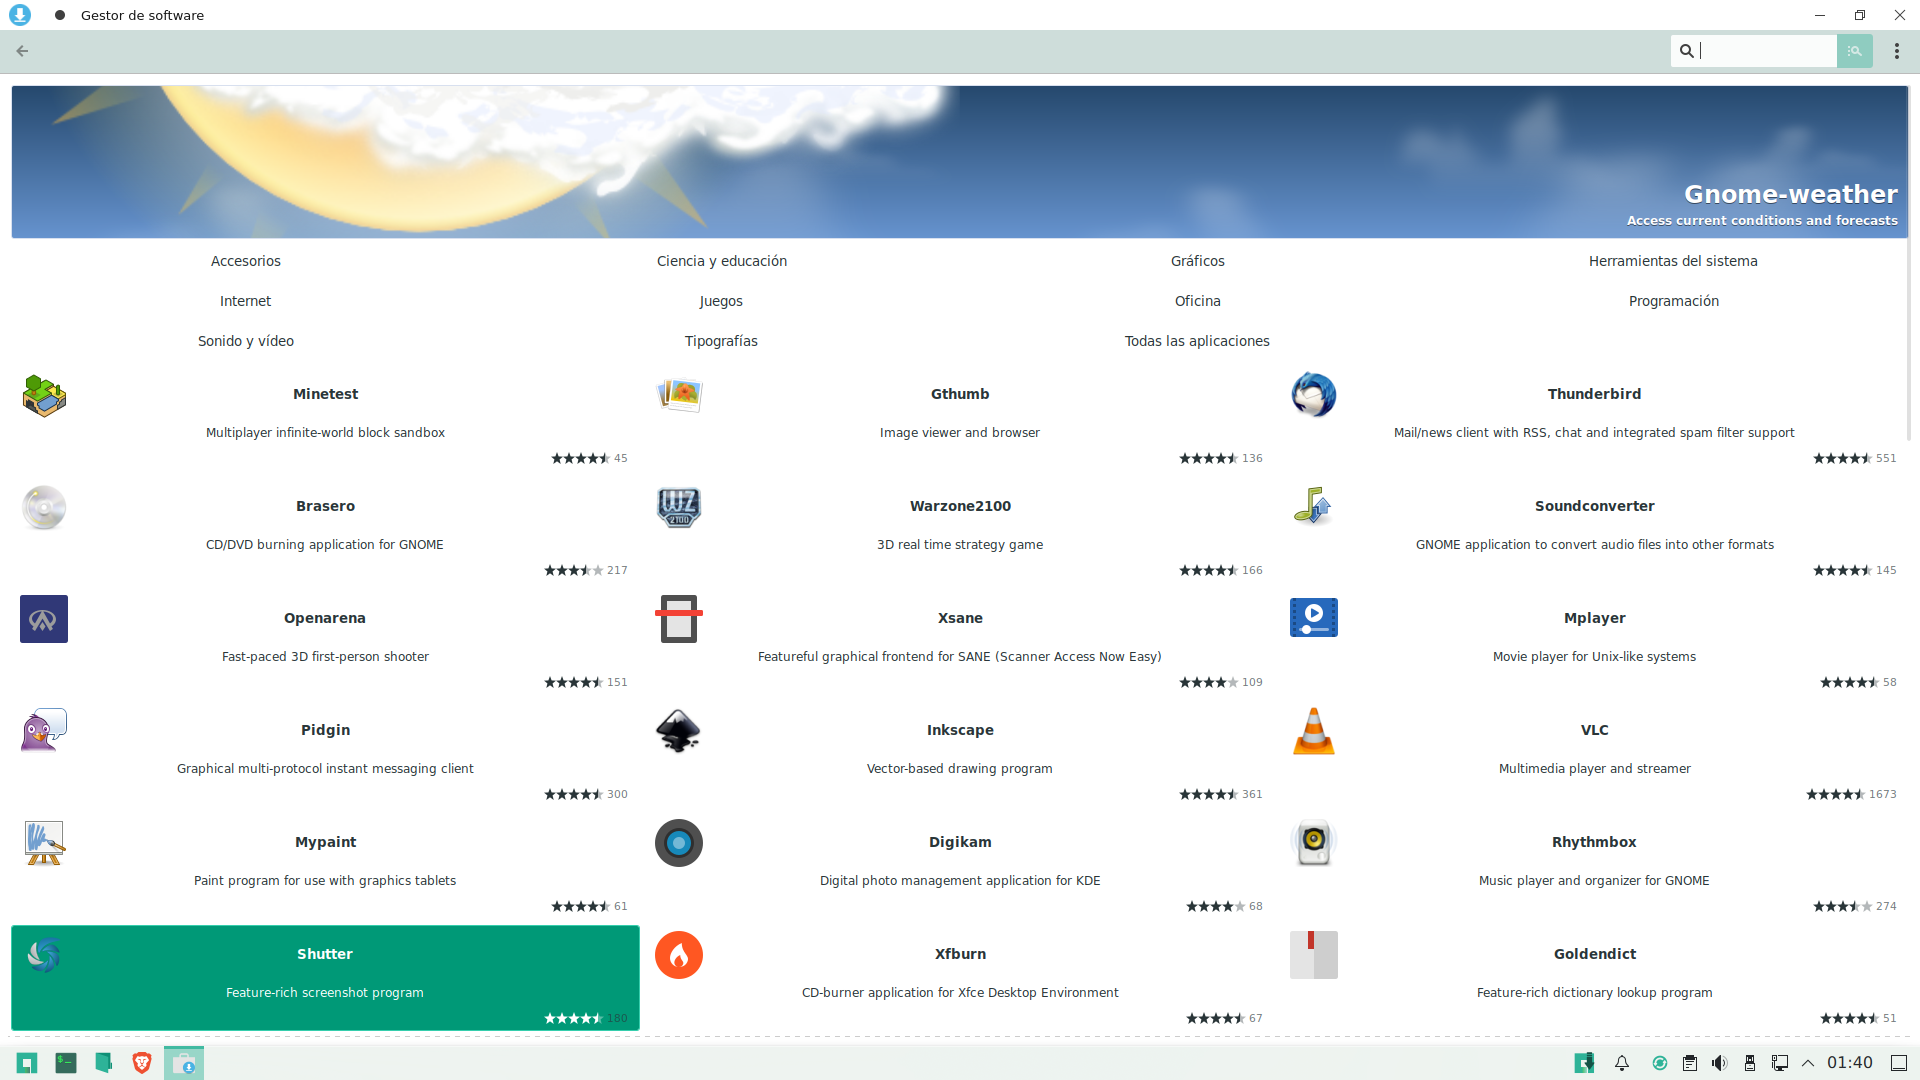 Gestor de software
Gnome-weather
Access current conditions and forecasts
Accesorios
Ciencia y educación
Gráficos
Herramientas del sistema
Internet
Juegos
Oficina
Programación
Sonido y vídeo
Tipografías
Todas las aplicaciones
Minetest
Multiplayer infinite-world block sandbox
45
Gthumb
Image viewer and browser
136
Thunderbird
Mail/news client with RSS, chat and integrated spam filter support
551
Brasero
CD/DVD burning application for GNOME
217
WZ
2100
Warzone2100
3D real time strategy game
166
Soundconverter
GNOME application to convert audio files into other formats
145
Openarena
Fast-paced 3D first-person shooter
151
Xsane
Featureful graphical frontend for SANE (Scanner Access Now Easy)
109
Mplayer
Movie player for Unix-like systems
58
Pidgin
Graphical multi-protocol instant messaging client
300
Inkscape
Vector-based drawing program
361
VLC
Multimedia player and streamer
1673
Mypaint
Paint program for use with graphics tablets
61
Digikam
Digital photo management application for KDE
68
Rhythmbox
Music player and organizer for GNOME
274
Shutter
Feature-rich screenshot program
180
Xfburn
CD-burner application for Xfce Desktop Environment
67
Goldendict
Feature-rich dictionary lookup program
51
$_
01:40